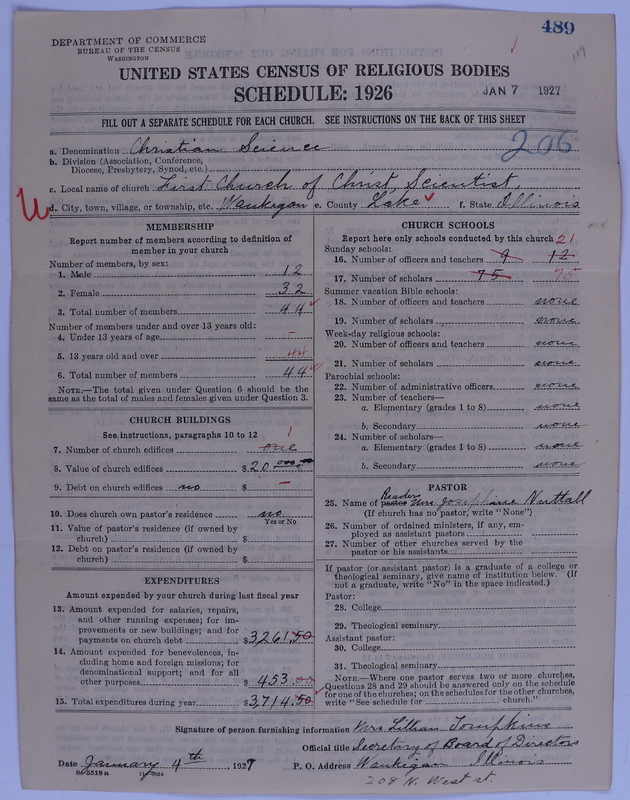 489
DEPARTMENT OF COMMERCE
BUREAU OF THE CENSUS
WASHINGTON
UNITED STATES CENSUS OF RELIGIOUS BODIES
SCHEDULE: 1926
JAN 7 1927
FILL OUT A SEPARATE SCHEDULE FOR EACH CHURCH. SEE INSTRUCTIONS ON THE BACK OF THIS SHEET
206
a. Denomination Christian Science
b. Division (Association, Conference,
Diocese, Presbytery, Synod, etc.)
c. Local name of church First Church of Christ, Scientist,
d. City, town, village, or township, etc. Waukegan e. County Lake f. State Illinois
MEMBERSHIP
Report number of members according to definition of
member in your church
Number of members, by sex:
1. Male 12
2. Female 32
3. Total number of members 44
Number of members under and over 13 years old:
4. Under 13 years of age –
5. 13 years old and over 44
6. Total number of members 44
NOTE.—The total given under Question 6 should be
same as the total of males and females given under Question 3.
CHURCH BUILDINGS
See instructions, paragraphs 10 to 12
7. Number of church edifices one 1
8. Value of church edifices $20,000.00
9. Debt on church edifices no $ –
10. Does church own pastor's residence no
Yes or No
11. Value of pastor's residence (if owned by
church) $
12. Debt on pastor's residence (if owned by
church) $
EXPENDITURES
Amount expended by your church during last fiscal year
13. Amount expended for salaries, repairs,
and other running expenses; for im-
provements or new buildings; and for
payments on church debt $3261.50
14. Amount expended for benevolences, in-
cluding home and foreign missions; for
denominational support; and for all
other purposes $453.00
15. Total expenditures during year $3714.50
CHURCH SCHOOLS
Report here only schools conducted by this church
Sunday schools: 21
16. Number of officers and teachers 9 12
17. Number of scholars 75 75
Summer vacation Bible schools:
18. Number of officers and teachers none
19. Number of scholars none
Week-day religious schools:
20. Number of officers and teachers none
21. Number of scholars none
Parochial schools:
22. Number of administrative officers none
23. Number of teachers—
a. Elementary (grades 1 to 8) none
b. Secondary none
24. Number of scholars—
a. Elementary (grades 1 to 8) none
b. Secondary none
PASTOR
Reader
25. Name of pastor Mrs Josephine Nuttall
(If church has no pastor, write "None")
26. Number of ordained ministers, if any, em-
ployed as assistant pastors
27. Number of other churches served by the
pastor or his assistants
If pastor (or assistant pastor) is a graduate of a college or
theological seminary, give name of institution below. (If
not a graduate, write "No" in the space indicated.)
Pastor:
28. College
29. Theological seminary
Assistant pastor:
30. College
31. Theological seminary
NOTE.—Where one pastor serves two or more churches,
Questions 28 and 29 should be answered only on the schedule
for one of the churches; on the schedules for the other churches,
write "See schedule for church."
Signature of person furnishing information Mrs Lillian Tompkins
Official title Secretary of Board of Directors
Date January 4th, 1927 P. O. Address Waukegan Illinois
8d-5518a 11-7054
208 N. West st.